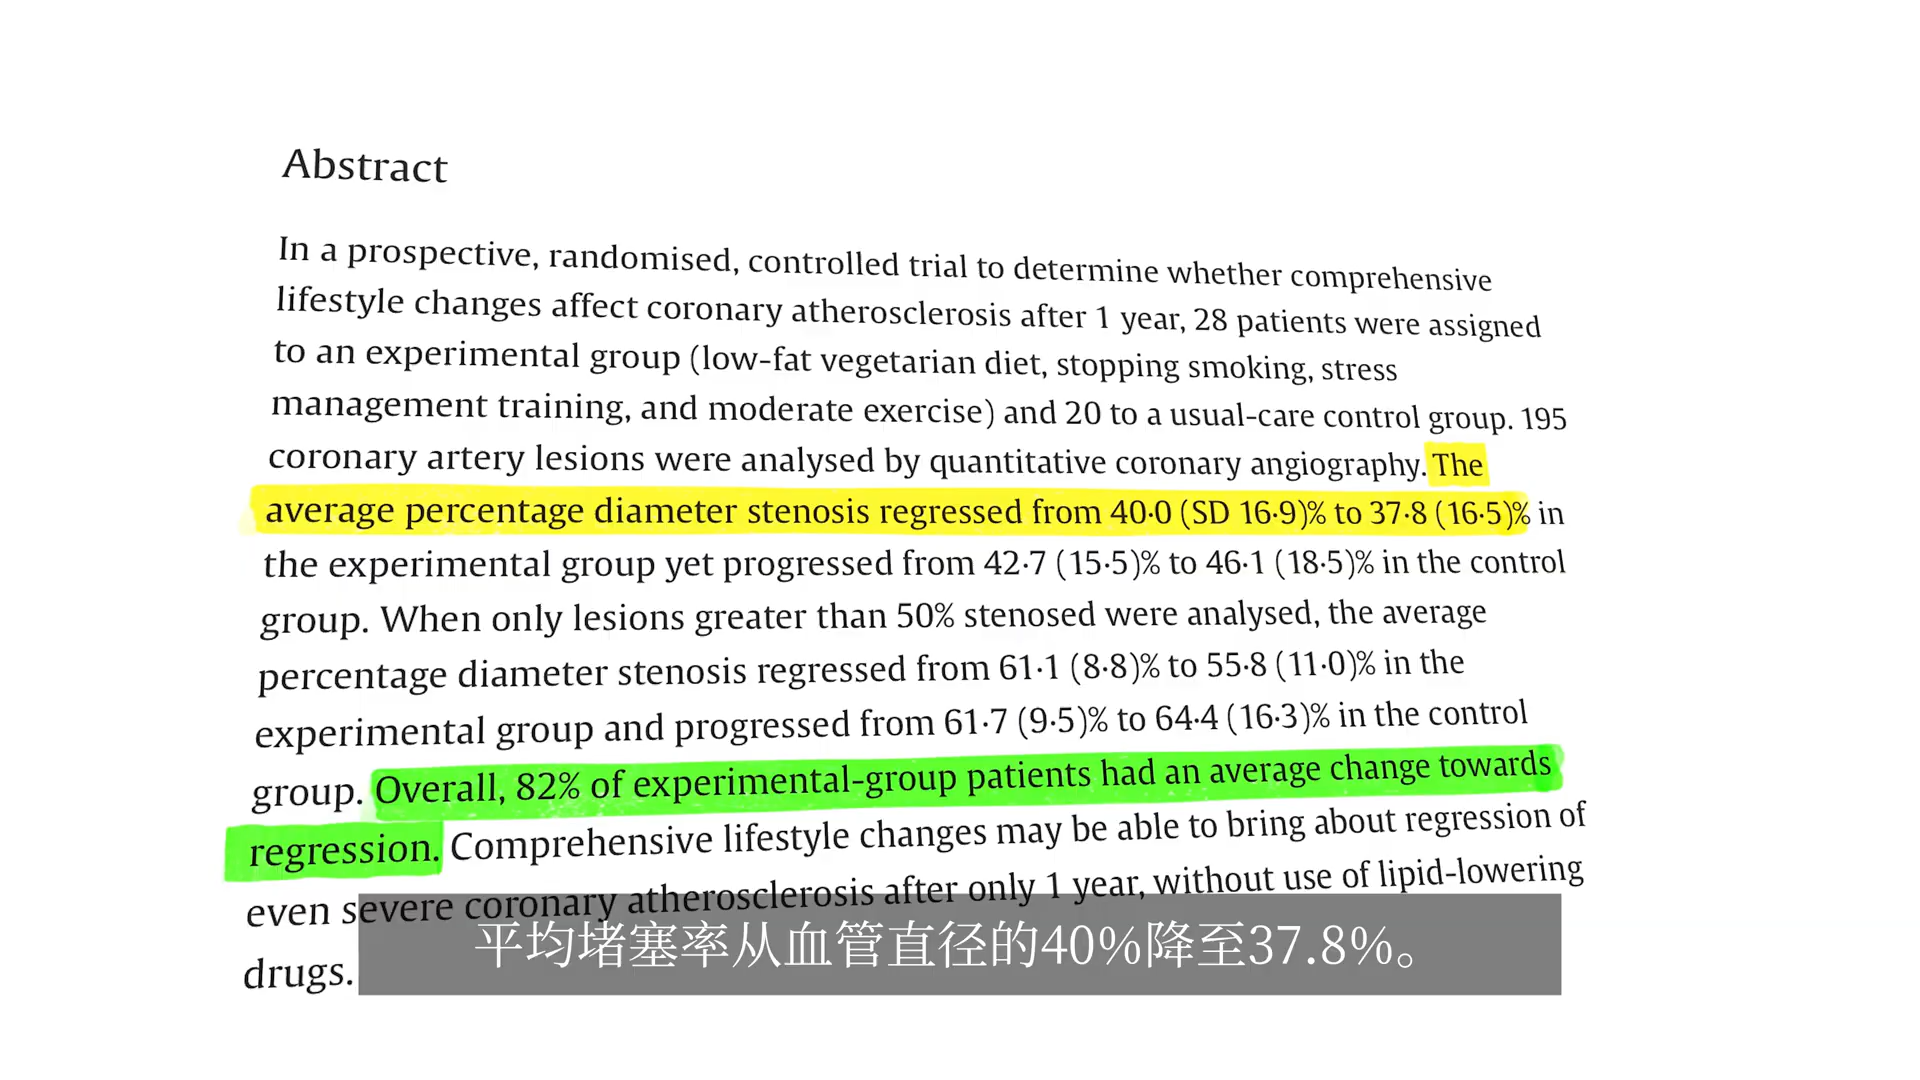 Abstract
In a prospective, randomised, controlled trial to determine whether comprehensive
lifestyle changes affect coronary atherosclerosis after 1 year, 28 patients were assigned
to an experimental group (low-fat vegetarian diet, stopping smoking, stress
management training, and moderate exercise) and 20 to a usual-care control group. 195
coronary artery lesions were analysed by quantitative coronary angiography. The
average percentage diameter stenosis regressed from 40·0 (SD 16·9)% to 37·8 (16·5)% in
the experimental group yet progressed from 42·7 (15·5)% to 46·1 (18·5)% in the control
group. When only lesions greater than 50% stenosed were analysed, the average
percentage diameter stenosis regressed from 61·1 (8·8)% to 55·8 (11·0)% in the
experimental group and progressed from 61·7 (9·5)% to 64·4 (16·3)% in the control
group. Overall, 82% of experimental-group patients had an average change towards
regression. Comprehensive lifestyle changes may be able to bring about regression of
even severe coronary atherosclerosis after only 1 year, without use of lipid-lowering
drugs.
平均堵塞率从血管直径的40%降至37.8%。